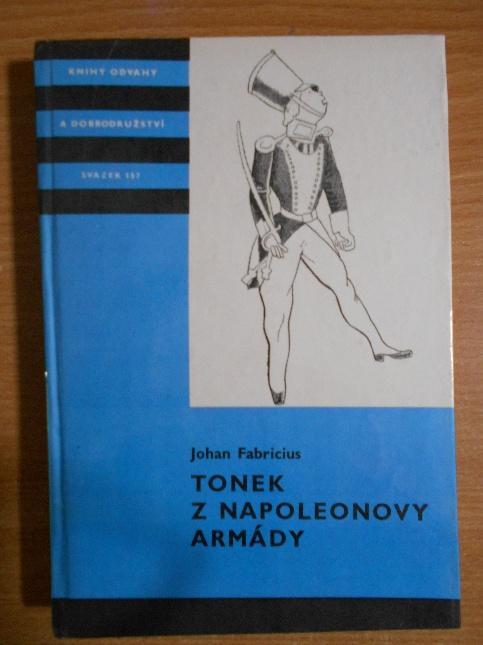 KNIHY ODVAHY
A DOBRODRUŽSTVÍ
SVAZEK 157
Johan Fabricius
TONEK
Z NAPOLEONOVY
ARMÁDY